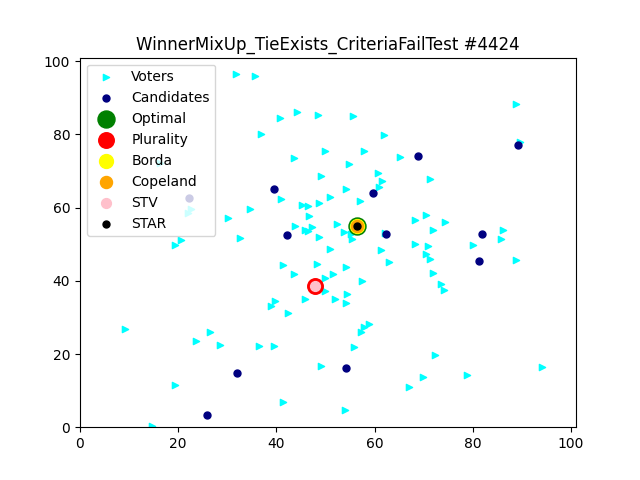 WinnerMixUp_TieExists_CriteriaFailTest #4424
Voters
Candidates
Optimal
Plurality
Borda
Copeland
STV
STAR
100
80
60
40
20
0
0 20 40 60 80 100